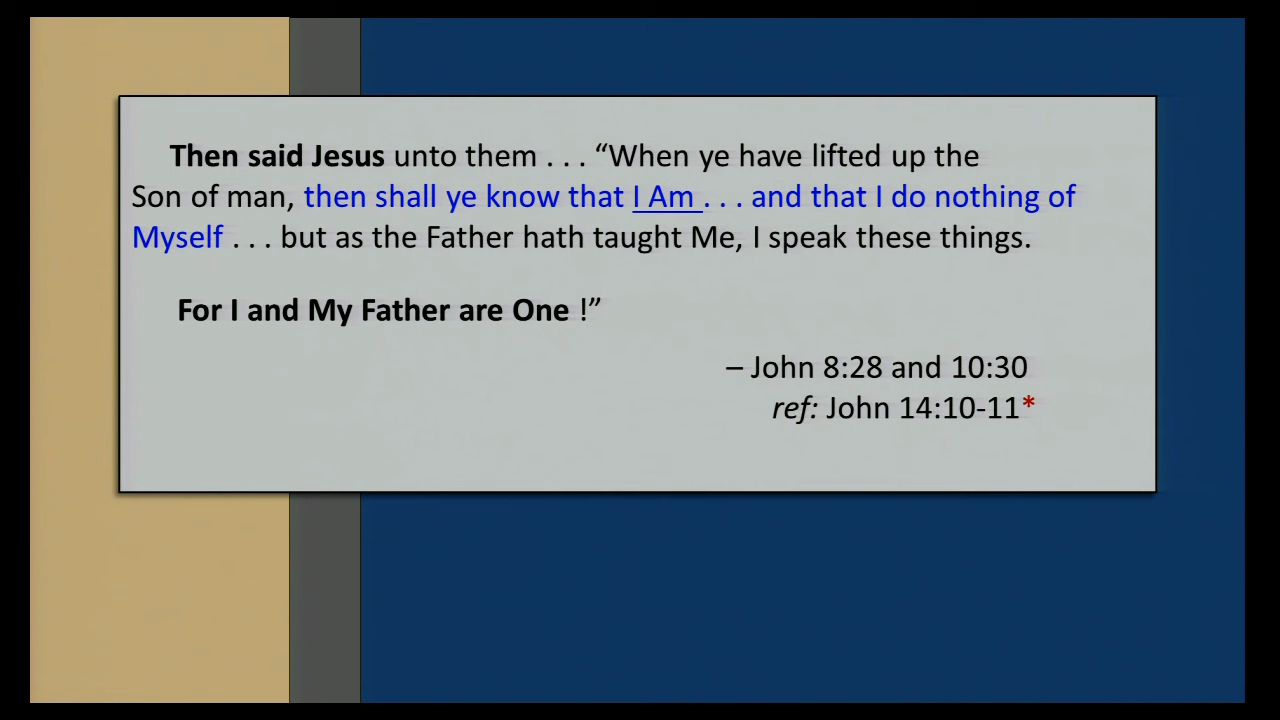 Then said Jesus unto them . . . “When ye have lifted up the
Son of man, then shall ye know that I Am . . . and that I do nothing of
Myself . . . but as the Father hath taught Me, I speak these things.
For I and My Father are One !”
– John 8:28 and 10:30
ref: John 14:10-11*